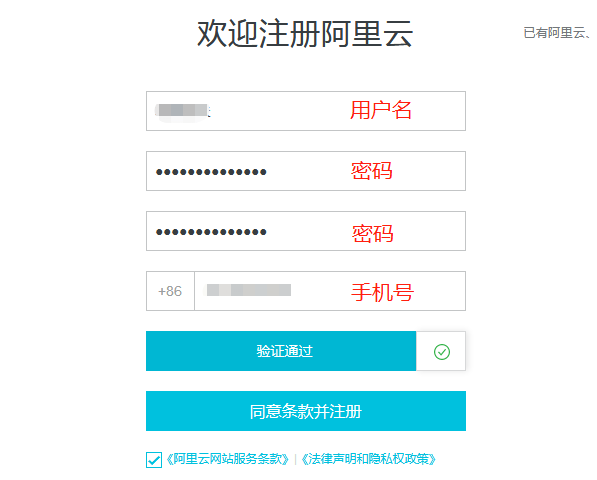 欢迎注册阿里云
已有阿里云、
用户名
••••••••••••••
密码
••••••••••••••
密码
+86
手机号
验证通过
同意条款并注册
《阿里云网站服务条款》 | 《法律声明和隐私权政策》